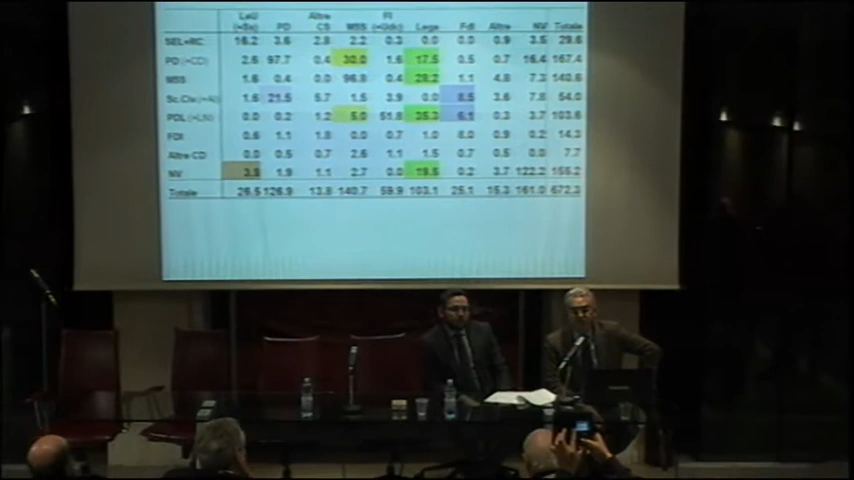 LeU (+Si) PD Altre CS M5S FI (+Udc) Lega FdI Altre NV Totale
SEL+RC 16.2 3.6 2.8 2.2 0.3 0.0 0.0 0.9 3.5 29.6
PD (+CD) 2.6 97.7 0.4 30.0 1.6 17.5 0.5 0.7 16.4 167.4
M5S 1.6 0.4 0.0 96.8 0.4 28.2 1.1 4.8 7.3 140.6
1.6 21.5 5.7 1.5 3.9 0.0 8.5 3.6 7.8 54.0
PDL (+LN) 0.0 0.2 1.2 5.0 51.8 35.3 6.1 0.3 3.7 103.6
FDI 0.6 1.1 1.8 0.0 0.7 1.0 8.0 0.9 0.2 14.3
Altre CD 0.0 0.5 0.7 2.6 1.1 1.5 0.7 0.5 0.0 7.7
NV 3.9 1.9 1.1 2.7 0.0 19.5 0.2 3.7 122.2 155.2
Totale 26.5 126.9 13.8 140.7 59.9 103.1 25.1 15.3 161.0 672.3